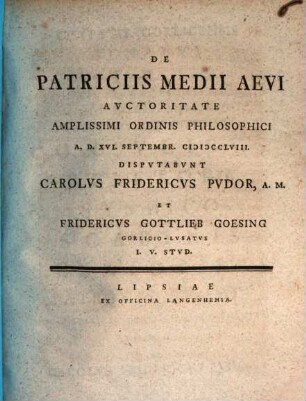 DE
PATRICIIS MEDII AEVI
AVCTORITATE
AMPLISSIMI ORDINIS PHILOSOPHICI
A. D. XVI. SEPTEMBR. CIƆIƆCCLVIII.
DISPVTABVNT
CAROLVS FRIDERICVS PVDOR, A. M.
ET
FRIDERICVS GOTTLIEB GOESING
GORLICIO-LVSATVS
I. V. STVD.
LIPSIAE
EX OFFICINA LANGENHEMIA.